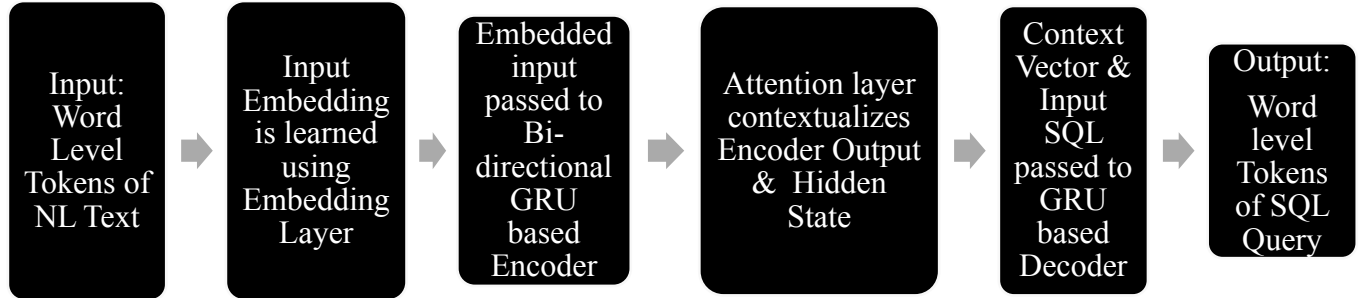 Input:
Word
Level
Tokens of
NL Text
Input
Embedding
is learned
using
Embedding
Layer
Embedded
input
passed to
Bi-
directional
GRU
based
Encoder
Attention layer
contextualizes
Encoder Output
& Hidden
State
Context
Vector &
Input
SQL
passed to
GRU
based
Decoder
Output:
Word
level
Tokens
of SQL
Query